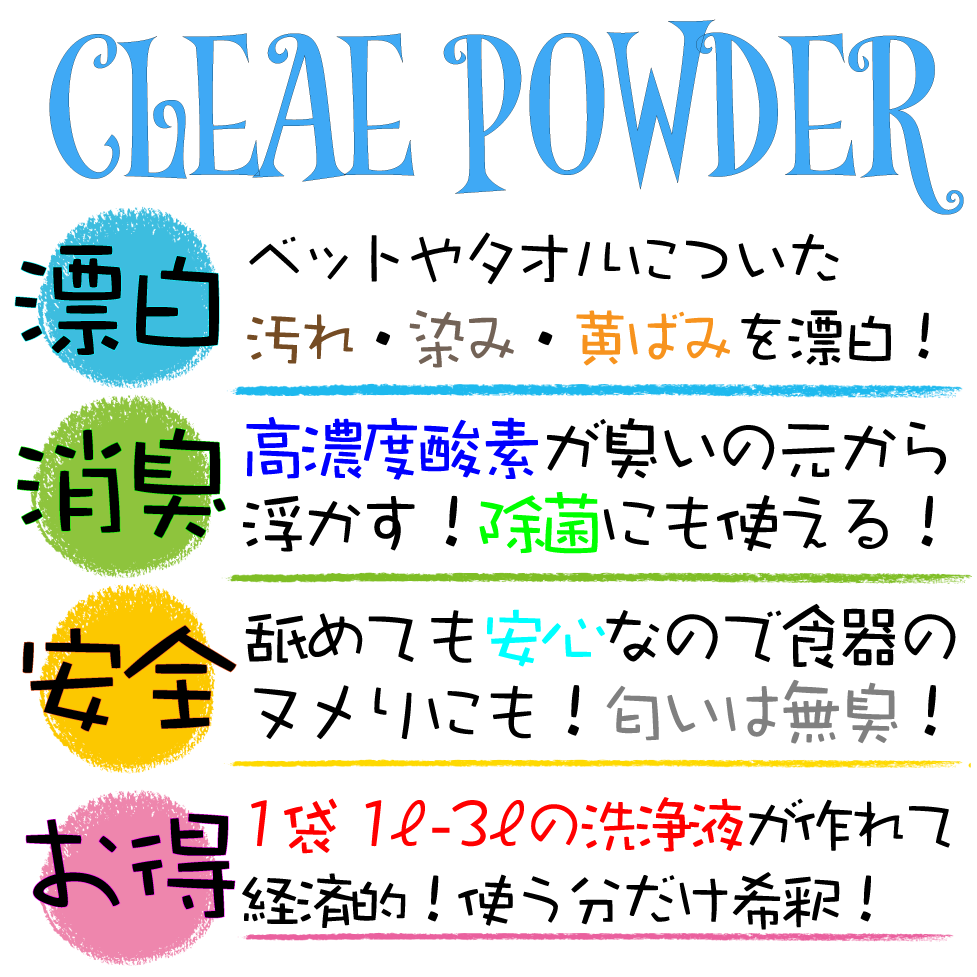 CLEAE POWDER
漂白
ベットやタオルについた
汚れ・染み・黄ばみを漂白!
消臭
高濃度酸素が臭いの元から
浮かす!除菌にも使える!
安全
舐めても安心なので食器の
ヌメりにも!匂いは無臭!
お得
1袋 1ℓ-3ℓの洗浄液が作れて
経済的!使う分だけ希釈!